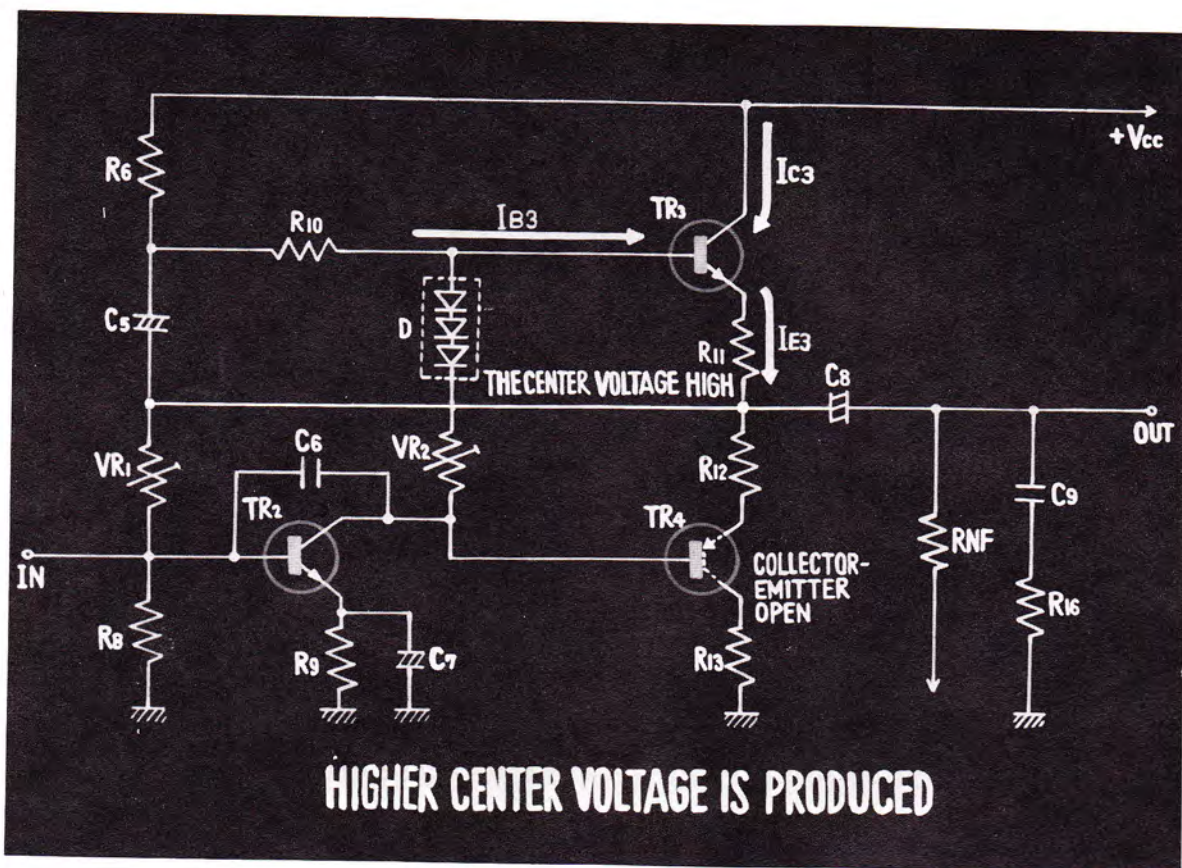 +Vcc
R6
IC3
TR3
R10
IB3
C5
D
R11
IE3
THE CENTER VOLTAGE HIGH
C8
OUT
VR1
C6
VR2
R12
C9
TR2
TR4
IN
COLLECTOR-
EMITTER
OPEN
RNF
R8
R9
C7
R13
R16
HIGHER CENTER VOLTAGE IS PRODUCED